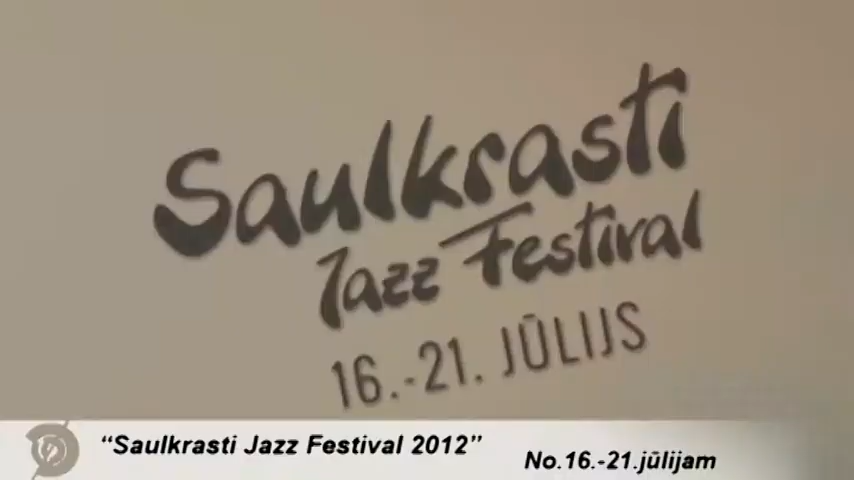 Saulkrasti
Jazz Festival
16.-21. JŪLIJS
“Saulkrasti Jazz Festival 2012”
No.16.-21.jūlijam